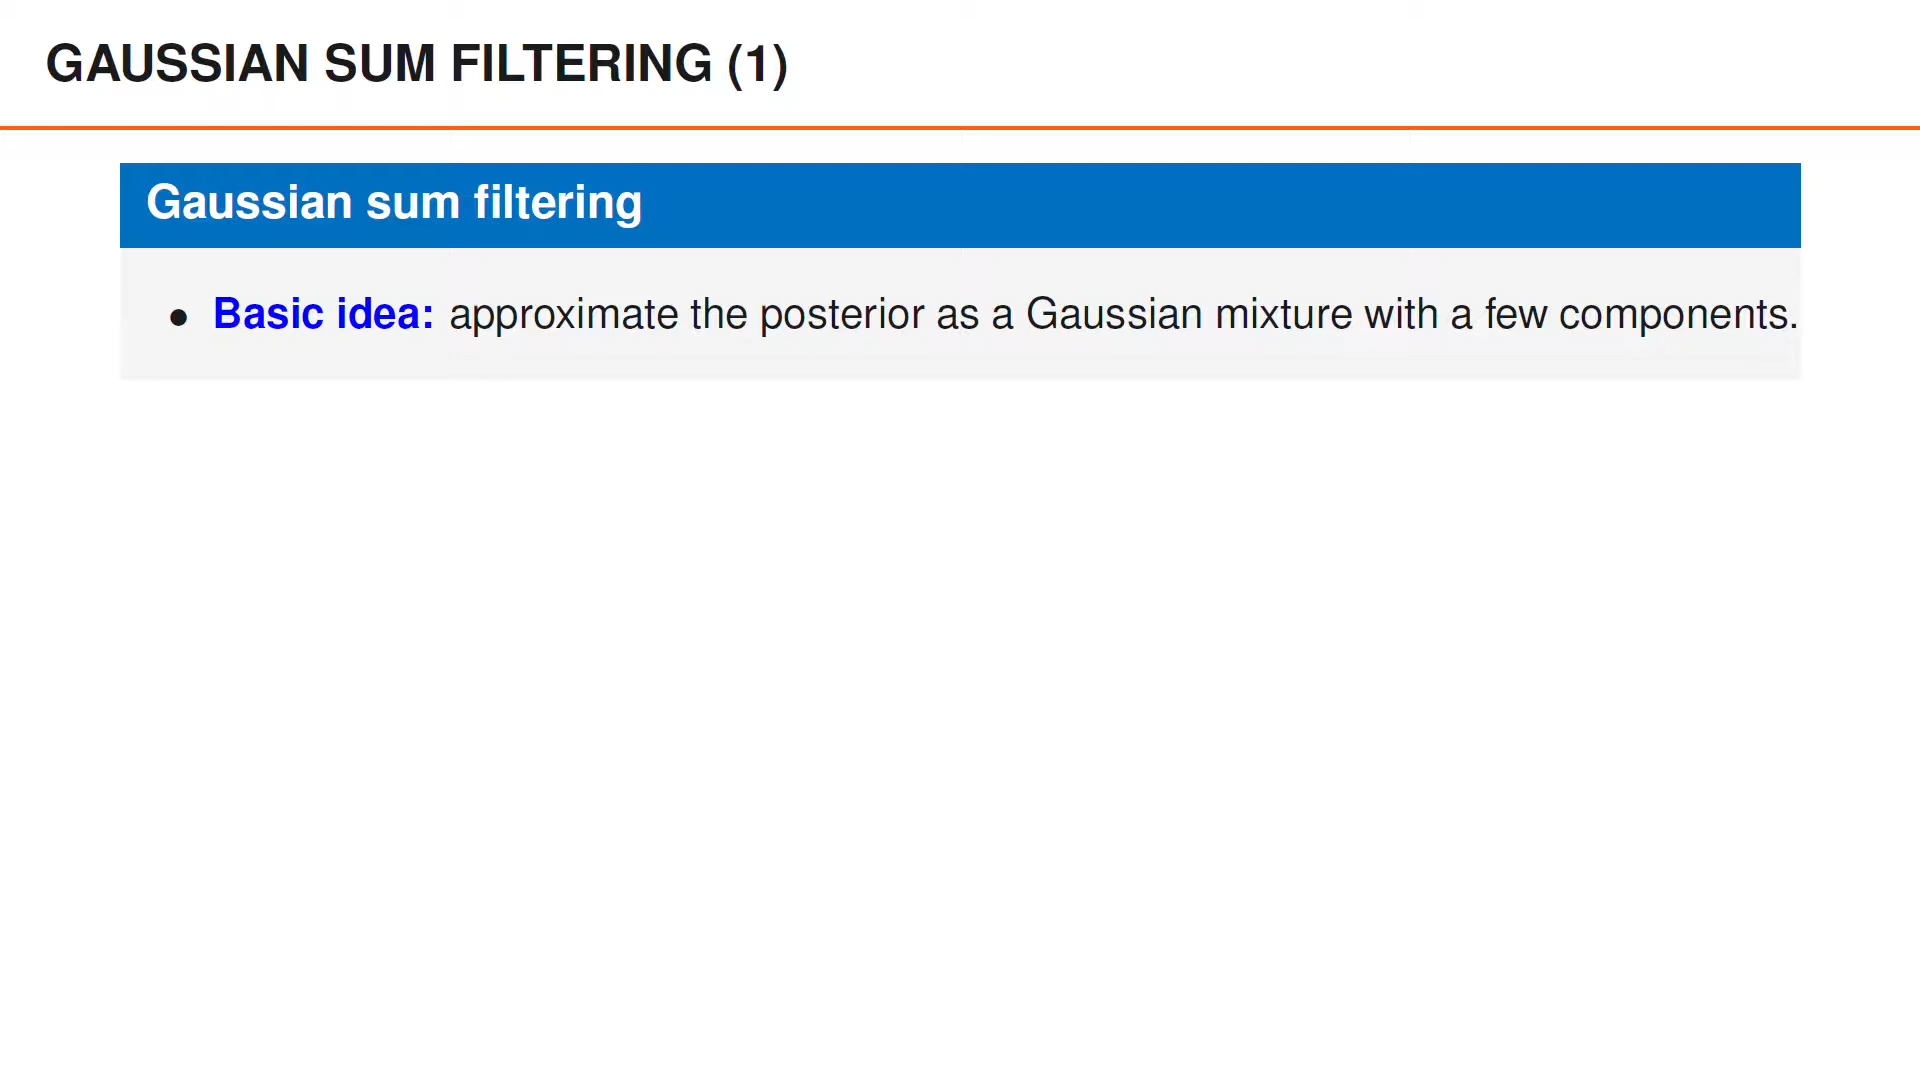 GAUSSIAN SUM FILTERING (1)
Gaussian sum filtering
● Basic idea: approximate the posterior as a Gaussian mixture with a few components.